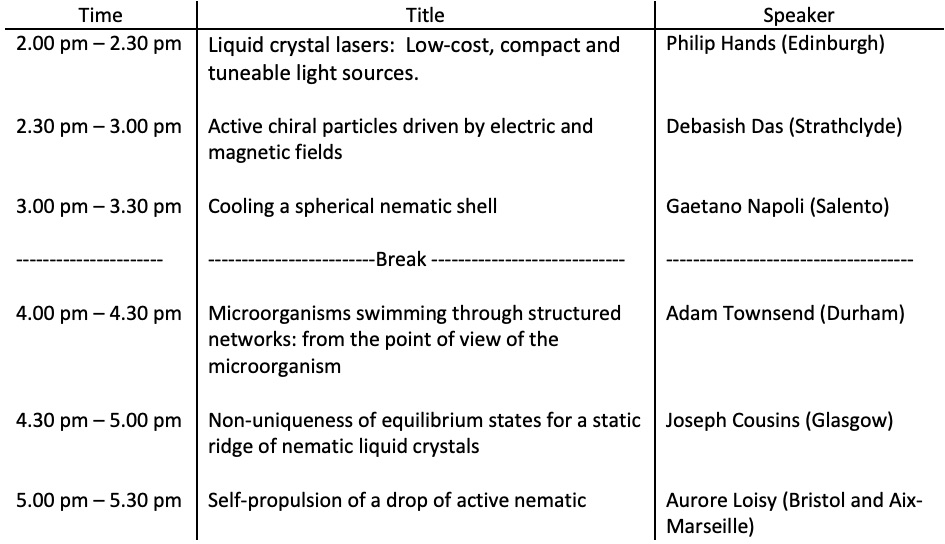 Time Title Speaker
2.00 pm – 2.30 pm Liquid crystal lasers: Low-cost, compact and Philip Hands (Edinburgh)
tuneable light sources.
2.30 pm – 3.00 pm Active chiral particles driven by electric and Debasish Das (Strathclyde)
magnetic fields
3.00 pm – 3.30 pm Cooling a spherical nematic shell Gaetano Napoli (Salento)
---------------------- -------------------------Break ----------------------------- -------------------------------------
4.00 pm – 4.30 pm Microorganisms swimming through structured Adam Townsend (Durham)
networks: from the point of view of the
microorganism
4.30 pm – 5.00 pm Non-uniqueness of equilibrium states for a static Joseph Cousins (Glasgow)
ridge of nematic liquid crystals
5.00 pm – 5.30 pm Self-propulsion of a drop of active nematic Aurore Loisy (Bristol and Aix-
Marseille)